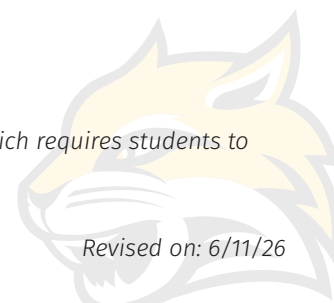 ich requires students to
Revised on: 6/11/26